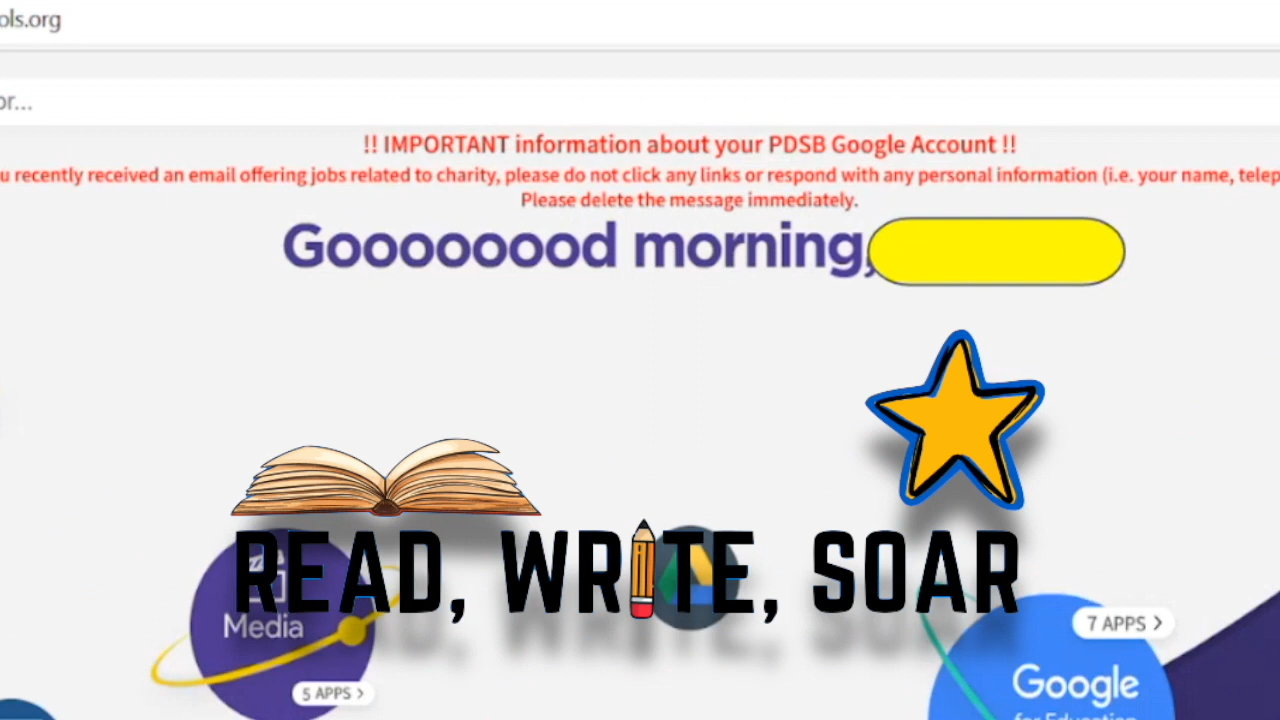 ols.org
or...
!! IMPORTANT information about your PDSB Google Account !!
u recently received an email offering jobs related to charity, please do not click any links or respond with any personal information (i.e. your name, telep
Please delete the message immediately.
Goooooood morning,
READ, WRITE, SOAR
Media
7 APPS >
Google
for Education
5 APPS >